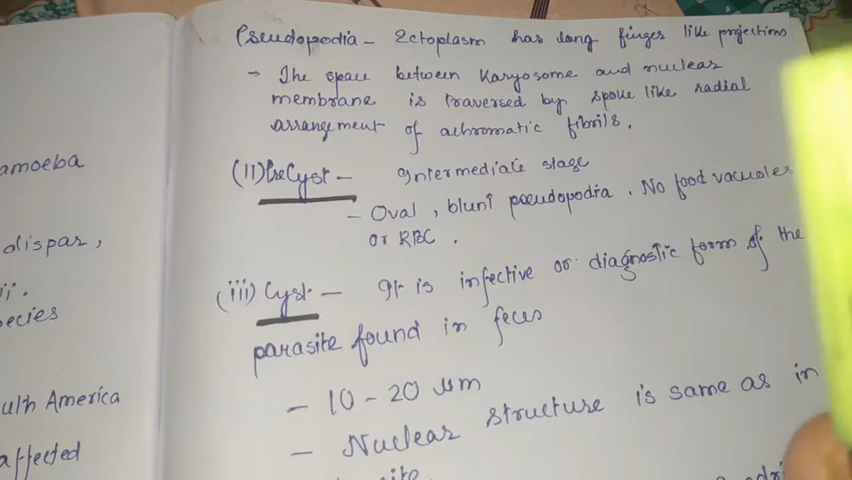 amoeba
dispar,
ii.
ecies
uth America
affected
Pseudopodia - Ectoplasm has long finger like projections
→ The space between Karyosome and nuclear
membrane is traversed by spoke like radial
arrangement of achromatic fibrils.
(ii) PreCyst - Intermediate stage
- Oval, blunt pseudopodia. No food vacuoles
or RBC.
(iii) Cyst - It is infective or diagnostic form of the
parasite found in feces
- 10 - 20 µm
- Nuclear structure is same as in